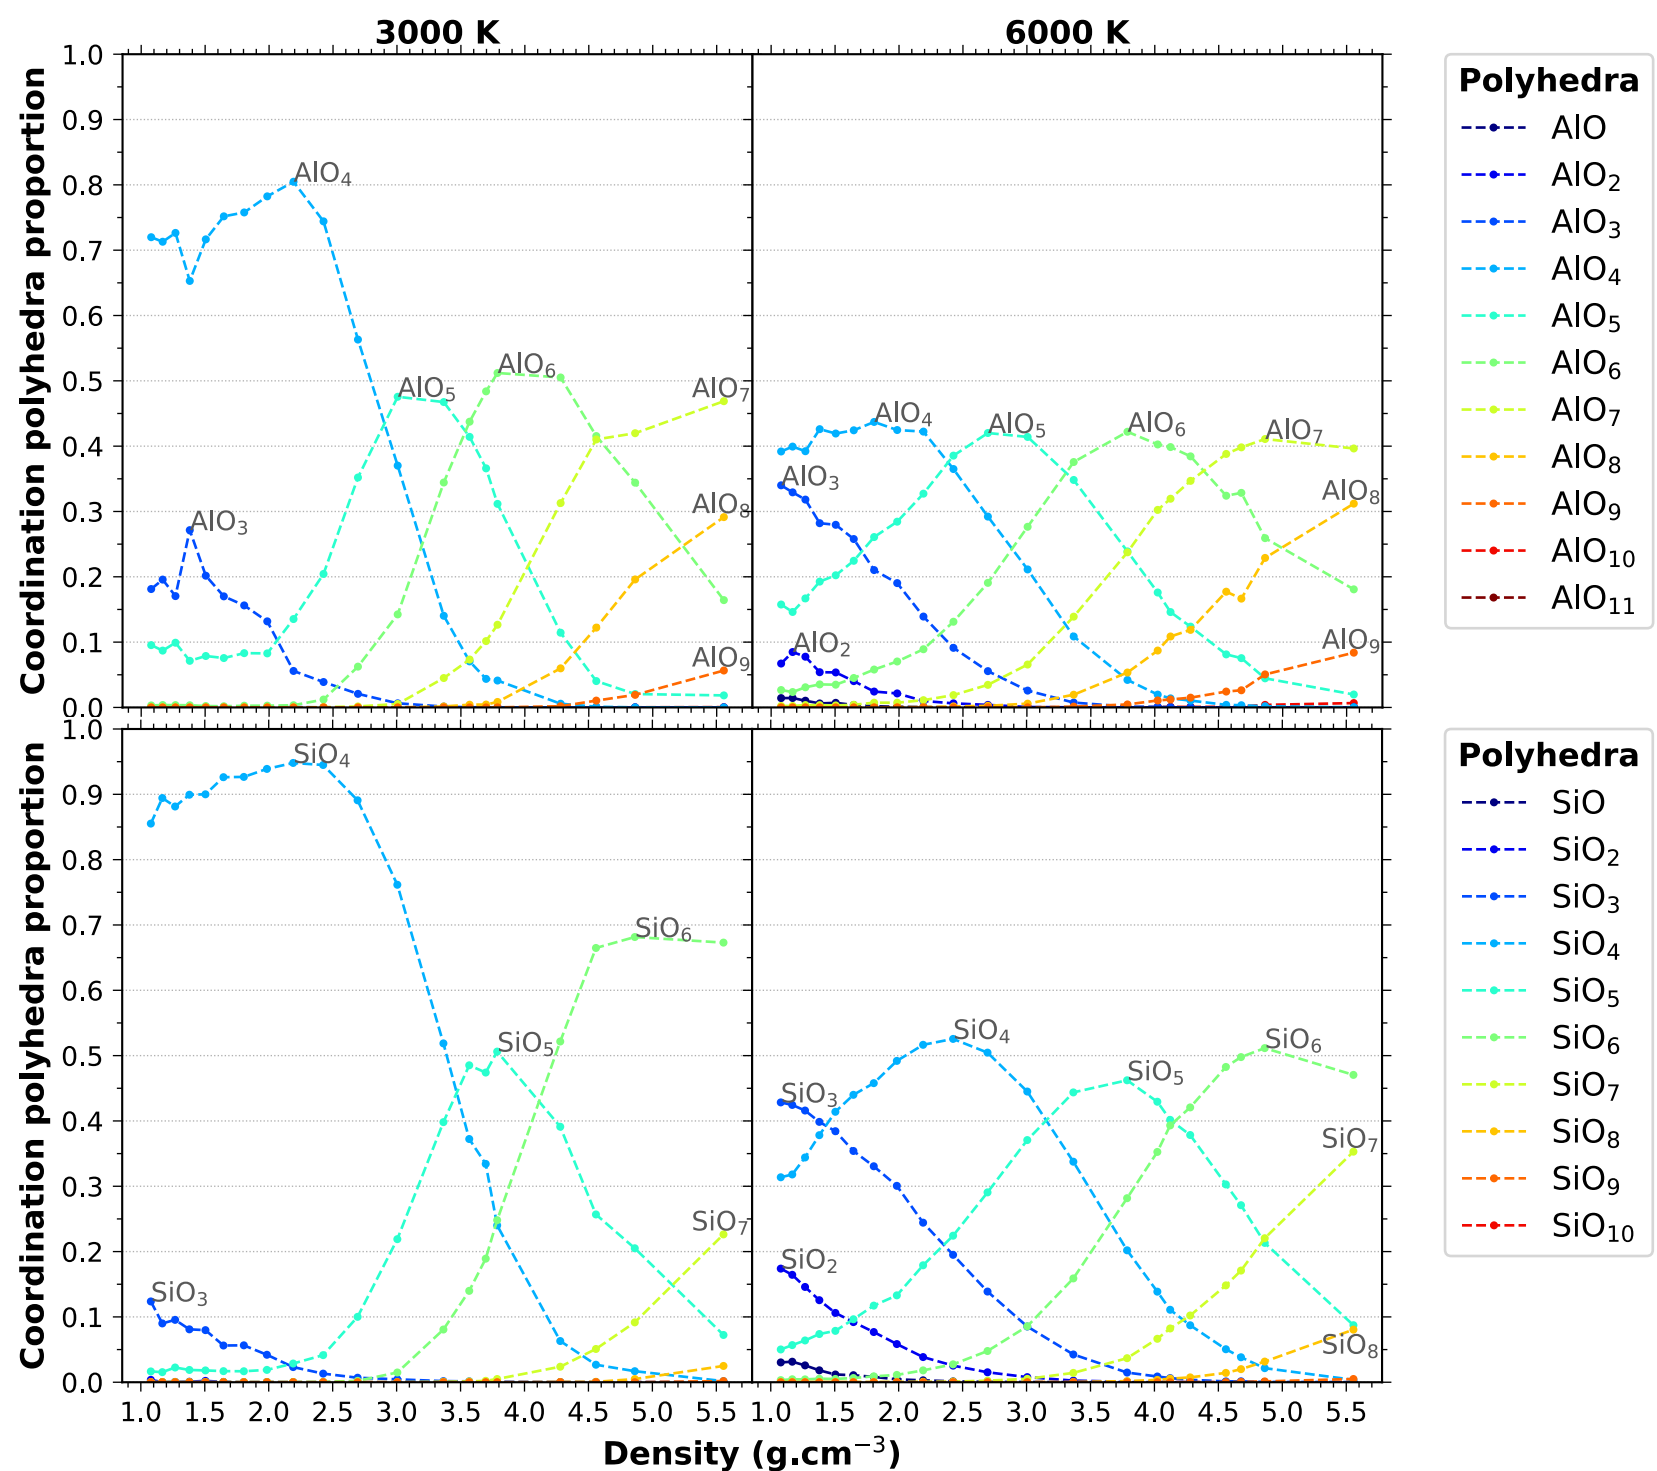 3000 K
6000 K
Coordination polyhedra proportion
1.0
0.9
0.8
0.7
0.6
0.5
0.4
0.3
0.2
0.1
0.0
AlO₄
AlO₃
AlO₅
AlO₆
AlO₇
AlO₈
AlO₉
AlO₄
AlO₃
AlO₂
AlO₅
AlO₆
AlO₇
AlO₈
AlO₉
Polyhedra
AlO
AlO₂
AlO₃
AlO₄
AlO₅
AlO₆
AlO₇
AlO₈
AlO₉
AlO₁₀
AlO₁₁
Coordination polyhedra proportion
1.0
0.9
0.8
0.7
0.6
0.5
0.4
0.3
0.2
0.1
0.0
SiO₄
SiO₃
SiO₅
SiO₆
SiO₇
SiO₃
SiO₂
SiO₄
SiO₅
SiO₆
SiO₇
SiO₈
Polyhedra
SiO
SiO₂
SiO₃
SiO₄
SiO₅
SiO₆
SiO₇
SiO₈
SiO₉
SiO₁₀
1.0 1.5 2.0 2.5 3.0 3.5 4.0 4.5 5.0 5.5
1.0 1.5 2.0 2.5 3.0 3.5 4.0 4.5 5.0 5.5
Density (g.cm⁻³)